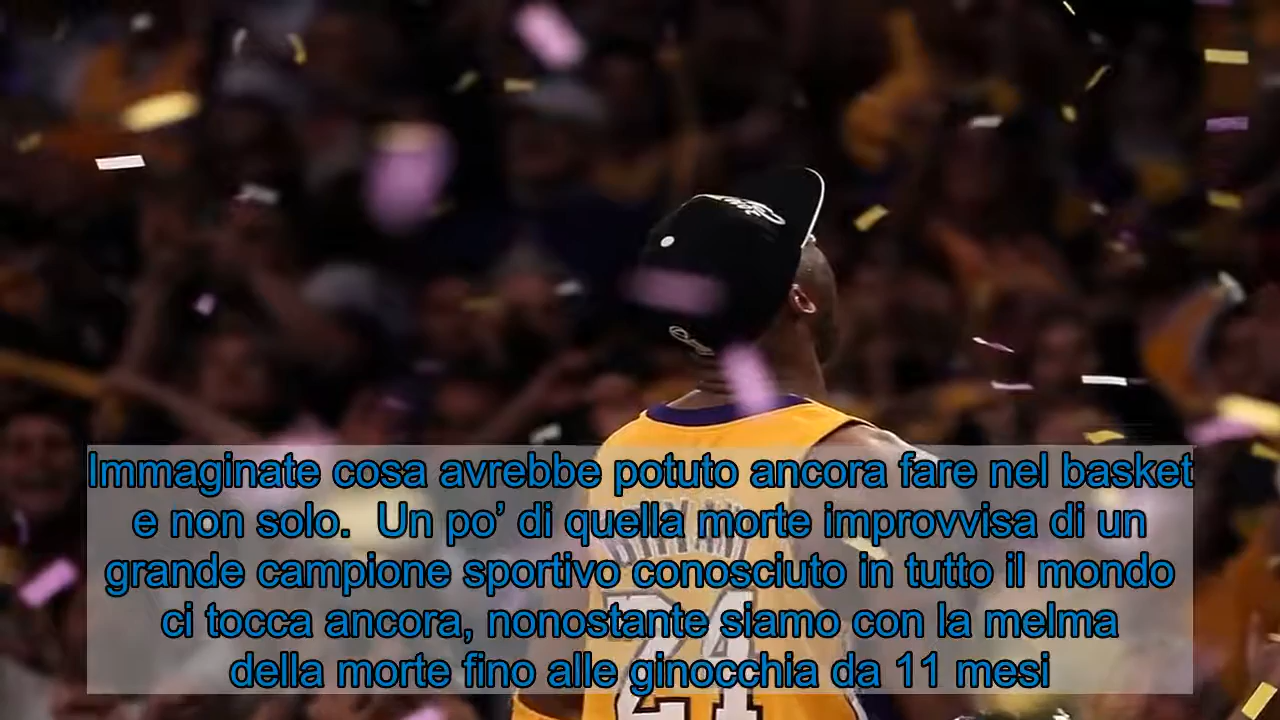 Immaginate cosa avrebbe potuto ancora fare nel basket
e non solo.  Un po’ di quella morte improvvisa di un
grande campione sportivo conosciuto in tutto il mondo
ci tocca ancora, nonostante siamo con la melma
della morte fino alle ginocchia da 11 mesi
BRYANT
24